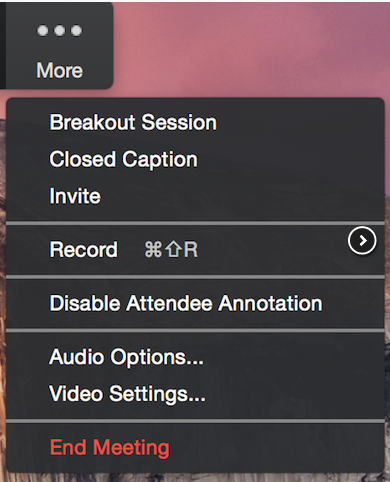 More
Breakout Session
Closed Caption
Invite
Record ⌘⇧R
Disable Attendee Annotation
Audio Options...
Video Settings...
End Meeting